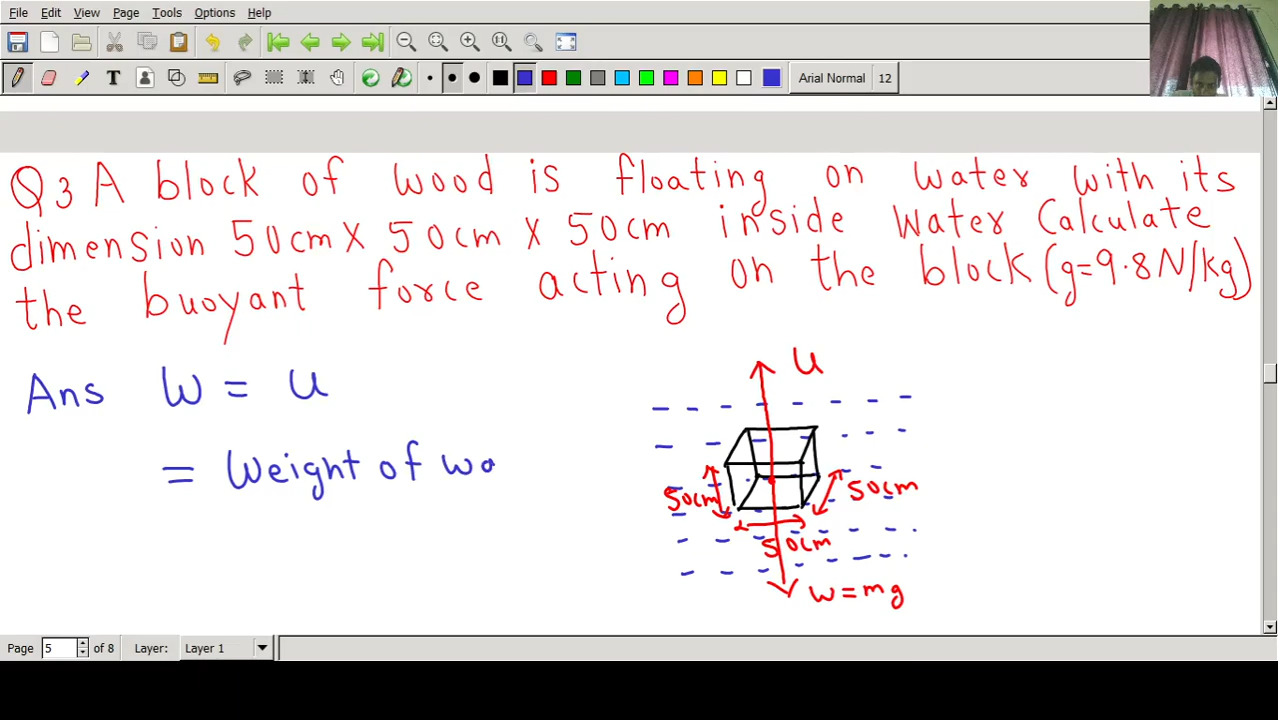 File Edit View Page Tools Options Help
T Arial Normal 12
Q3 A block of wood is floating on water with its
dimension 50cm X 50cm X 50cm inside Water Calculate
the buoyant force acting on the block (g=9.8N/kg)
Ans W = U
= Weight of wa
U
50cm
50cm
50cm
w=mg
Page 5 of 8 Layer: Layer 1